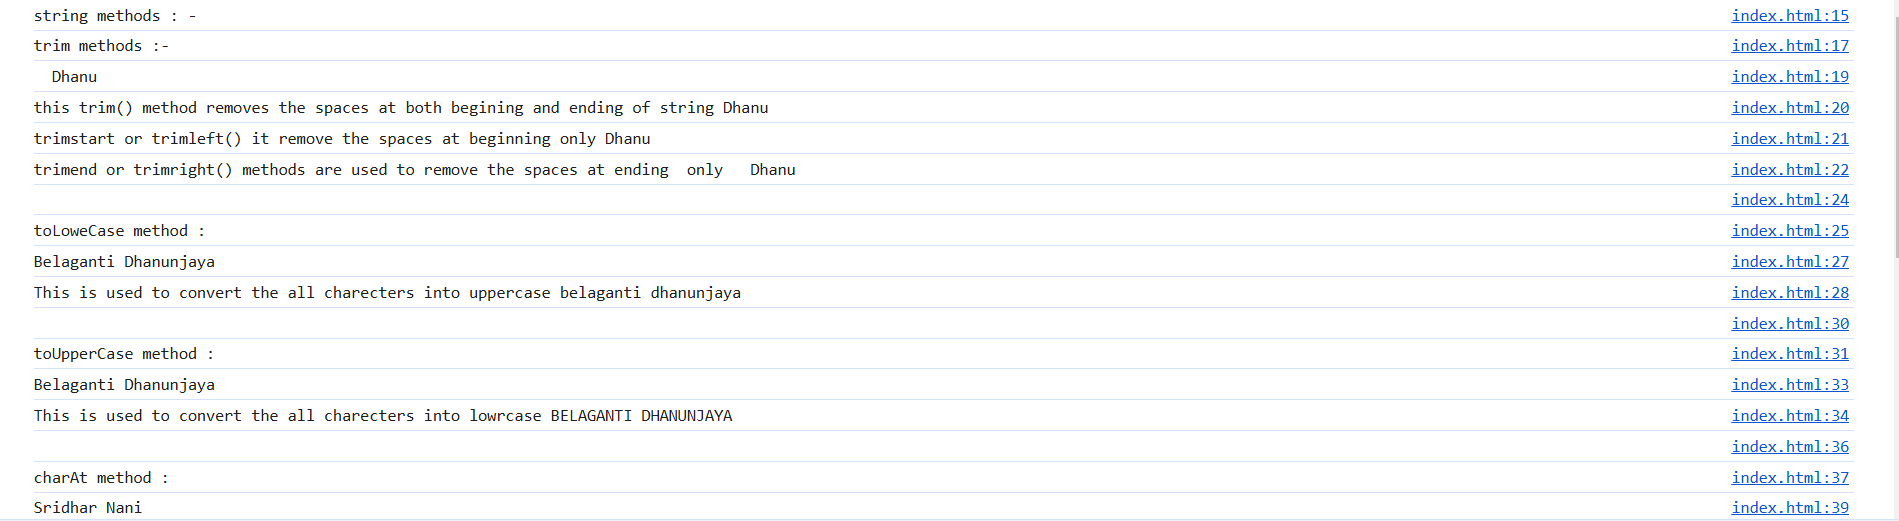 string methods : - index.html:15
trim methods :- index.html:17
  Dhanu index.html:19
this trim() method removes the spaces at both begining and ending of string Dhanu index.html:20
trimstart or trimleft() it remove the spaces at beginning only Dhanu index.html:21
trimend or trimright() methods are used to remove the spaces at ending  only   Dhanu index.html:22
index.html:24
toLoweCase method : index.html:25
Belaganti Dhanunjaya index.html:27
This is used to convert the all charecters into uppercase belaganti dhanunjaya index.html:28
index.html:30
toUpperCase method : index.html:31
Belaganti Dhanunjaya index.html:33
This is used to convert the all charecters into lowrcase BELAGANTI DHANUNJAYA index.html:34
index.html:36
charAt method : index.html:37
Sridhar Nani index.html:39